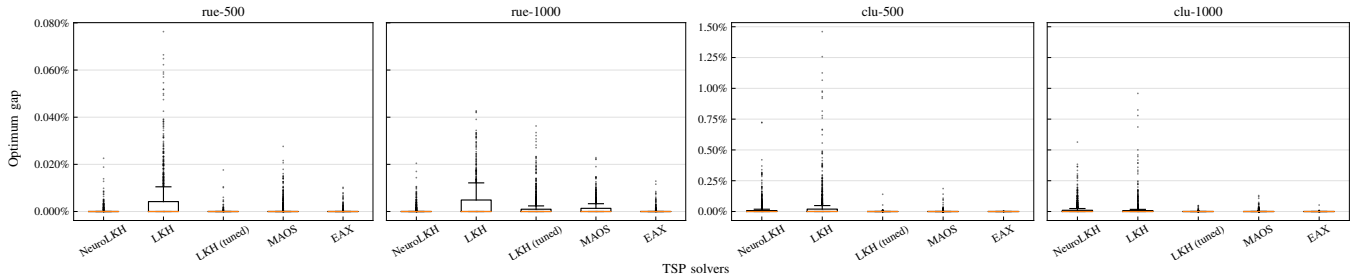 rue-500
rue-1000
clu-500
clu-1000
Optimum gap
0.080%
0.060%
0.040%
0.020%
0.000%
1.50%
1.25%
1.00%
0.75%
0.50%
0.25%
0.00%
NeuroLKH
LKH
LKH (tuned)
MAOS
EAX
NeuroLKH
LKH
LKH (tuned)
MAOS
EAX
NeuroLKH
LKH
LKH (tuned)
MAOS
EAX
NeuroLKH
LKH
LKH (tuned)
MAOS
EAX
TSP solvers